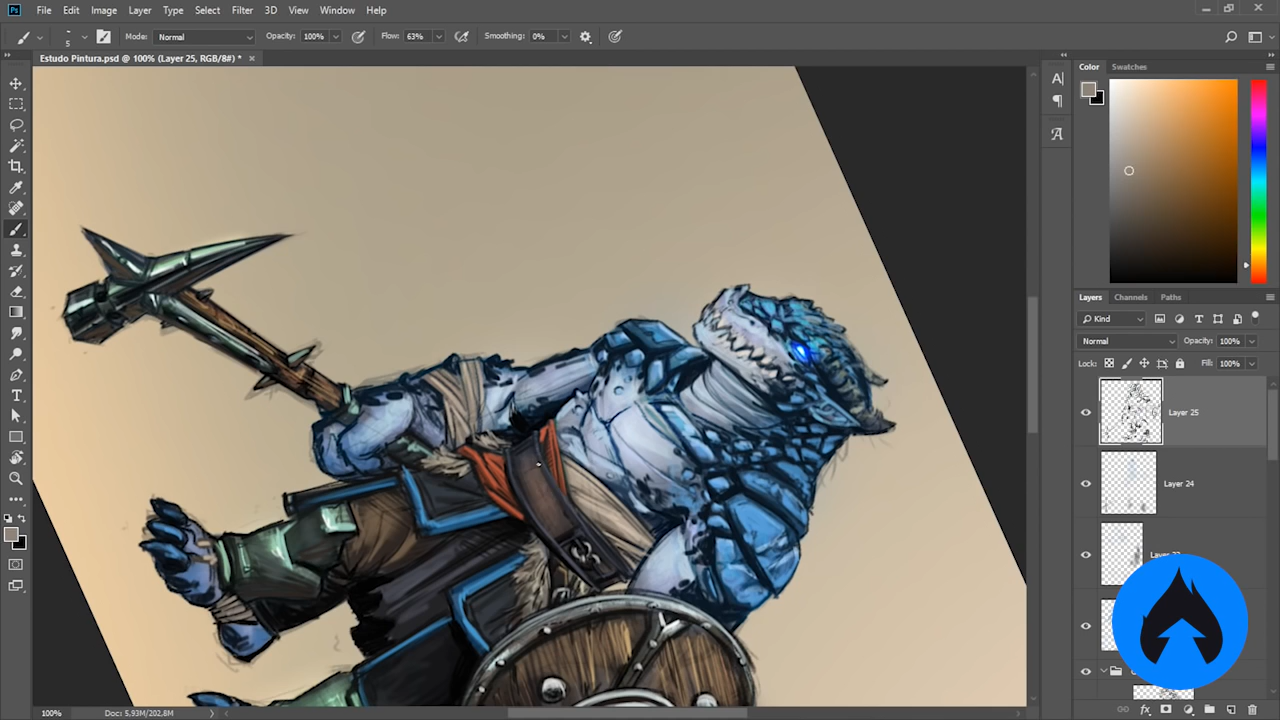 Ps File Edit Image Layer Type Select Filter 3D View Window Help
5 Mode: Normal Opacity: 100% Flow: 63% Smoothing: 0%
Estudo Pintura.psd @ 100% (Layer 25, RGB/8#) *
Color Swatches
Layers Channels Paths
Kind
Normal Opacity: 100%
Lock: Fill: 100%
Layer 25
Layer 24
100% Doc: 5.93M/202.8M